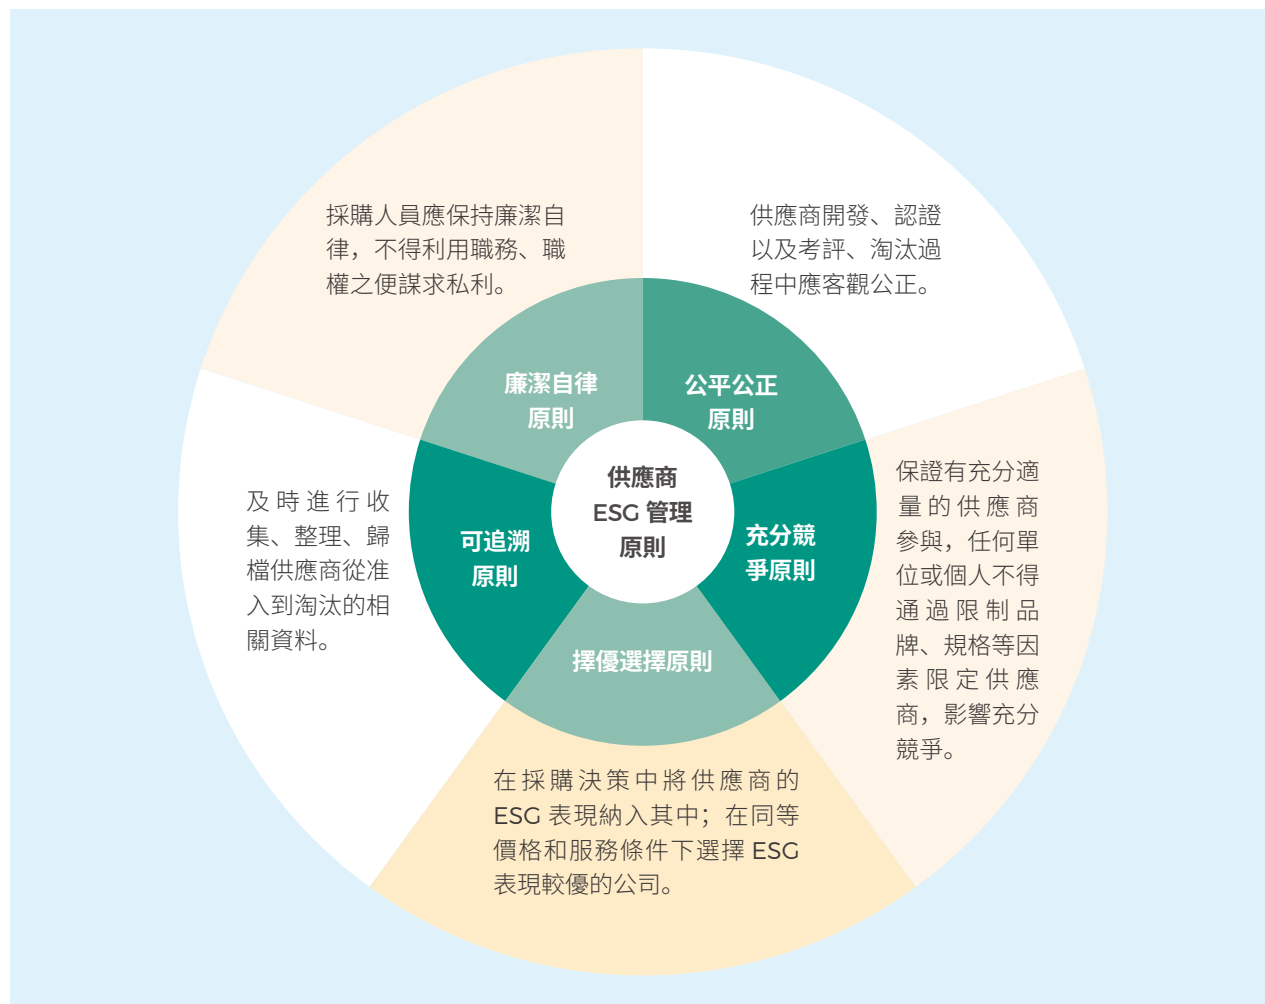 供應商
ESG 管理
原則
公平公正
原則
供應商開發、認證
以及考評、淘汰過
程中應客觀公正。
充分競
爭原則
保證有充分適
量的供應商
參與，任何單
位或個人不得
通過限制品
牌、規格等因
素限定供應
商，影響充分
競爭。
擇優選擇原則
在採購決策中將供應商的
ESG 表現納入其中；在同等
價格和服務條件下選擇 ESG
表現較優的公司。
可追溯
原則
及時進行收
集、整理、歸
檔供應商從准
入到淘汰的相
關資料。
廉潔自律
原則
採購人員應保持廉潔自
律，不得利用職務、職
權之便謀求私利。